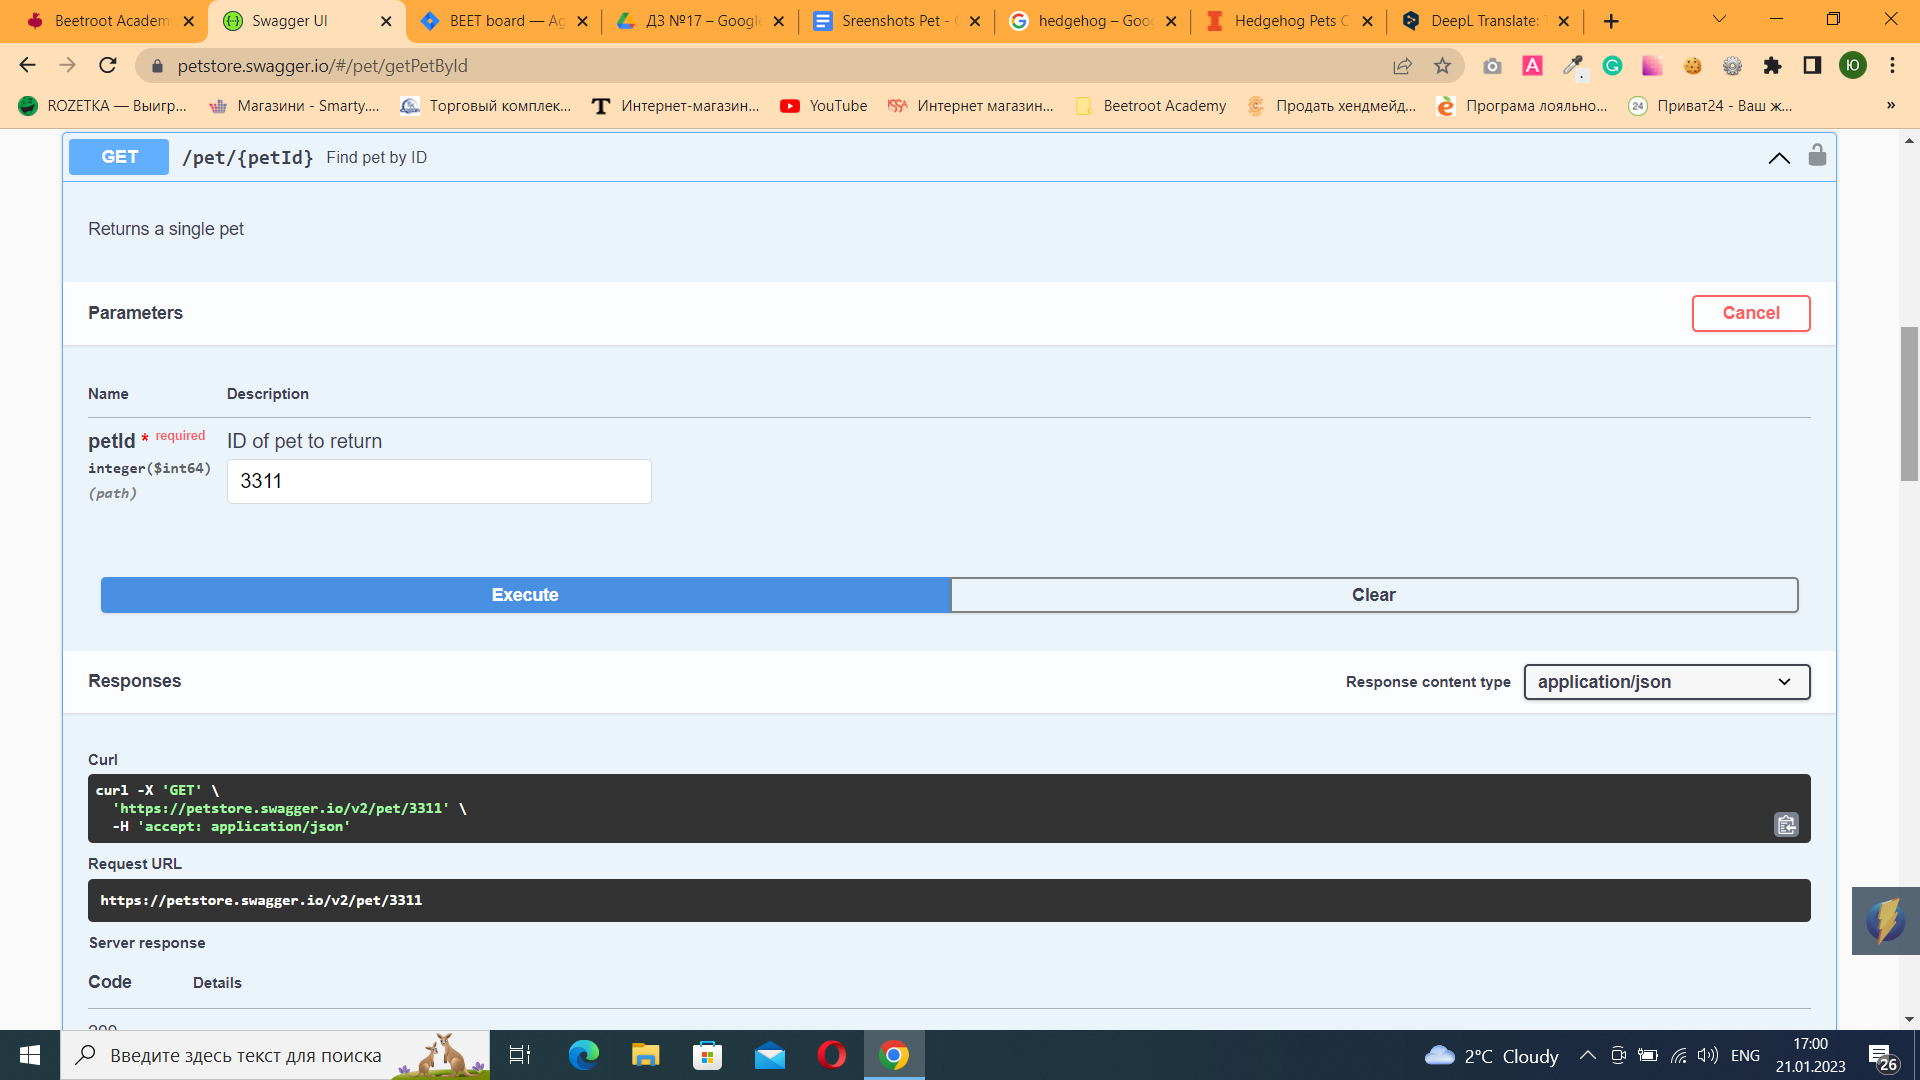 Beetroot Academy
Swagger UI
BEET board — Ag
ДЗ №17 – Google
Sreenshots Pet -
hedgehog – Goo
Hedgehog Pets C
DeepL Translate:
petstore.swagger.io/#/pet/getPetById
Ю
ROZETKA — Выигр...
Магазини - Smarty....
Торговый комплек...
Интернет-магазин...
YouTube
Интернет магазин...
Beetroot Academy
Продать хендмейд...
Програма лояльно...
24
Приват24 - Ваш ж...
»
GET /pet/{petId} Find pet by ID
Returns a single pet
Parameters
Cancel
Name Description
petId * required ID of pet to return
integer($int64)
(path)
3311
Execute
Clear
Responses
Response content type
application/json
Curl
curl -X 'GET' \
'https://petstore.swagger.io/v2/pet/3311' \
-H 'accept: application/json'
Request URL
https://petstore.swagger.io/v2/pet/3311
Server response
Code Details
200
Введите здесь текст для поиска
2°C Cloudy
ENG
17:00
21.01.2023
26